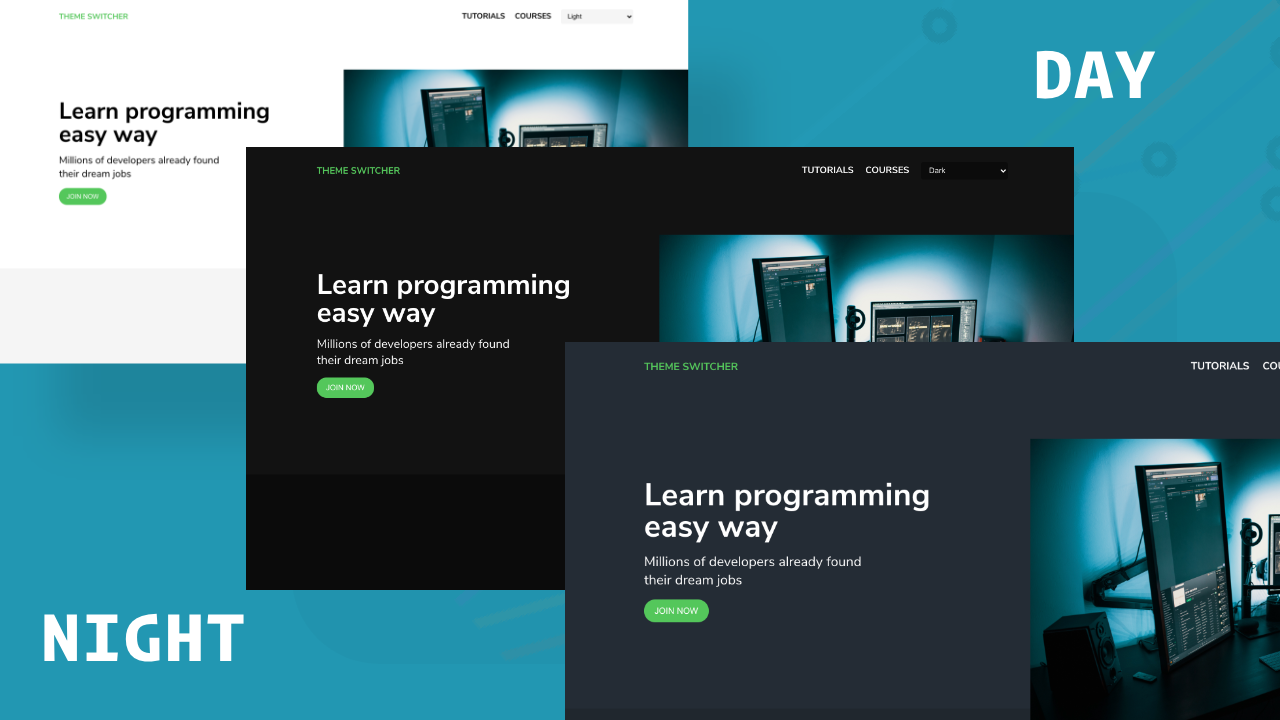 THEME SWITCHER
TUTORIALS COURSES Light
DAY
Learn programming
easy way
Millions of developers already found
their dream jobs
JOIN NOW
THEME SWITCHER
TUTORIALS COURSES Dark
Learn programming
easy way
Millions of developers already found
their dream jobs
JOIN NOW
THEME SWITCHER
TUTORIALS COU
Learn programming
easy way
Millions of developers already found
their dream jobs
JOIN NOW
NIGHT